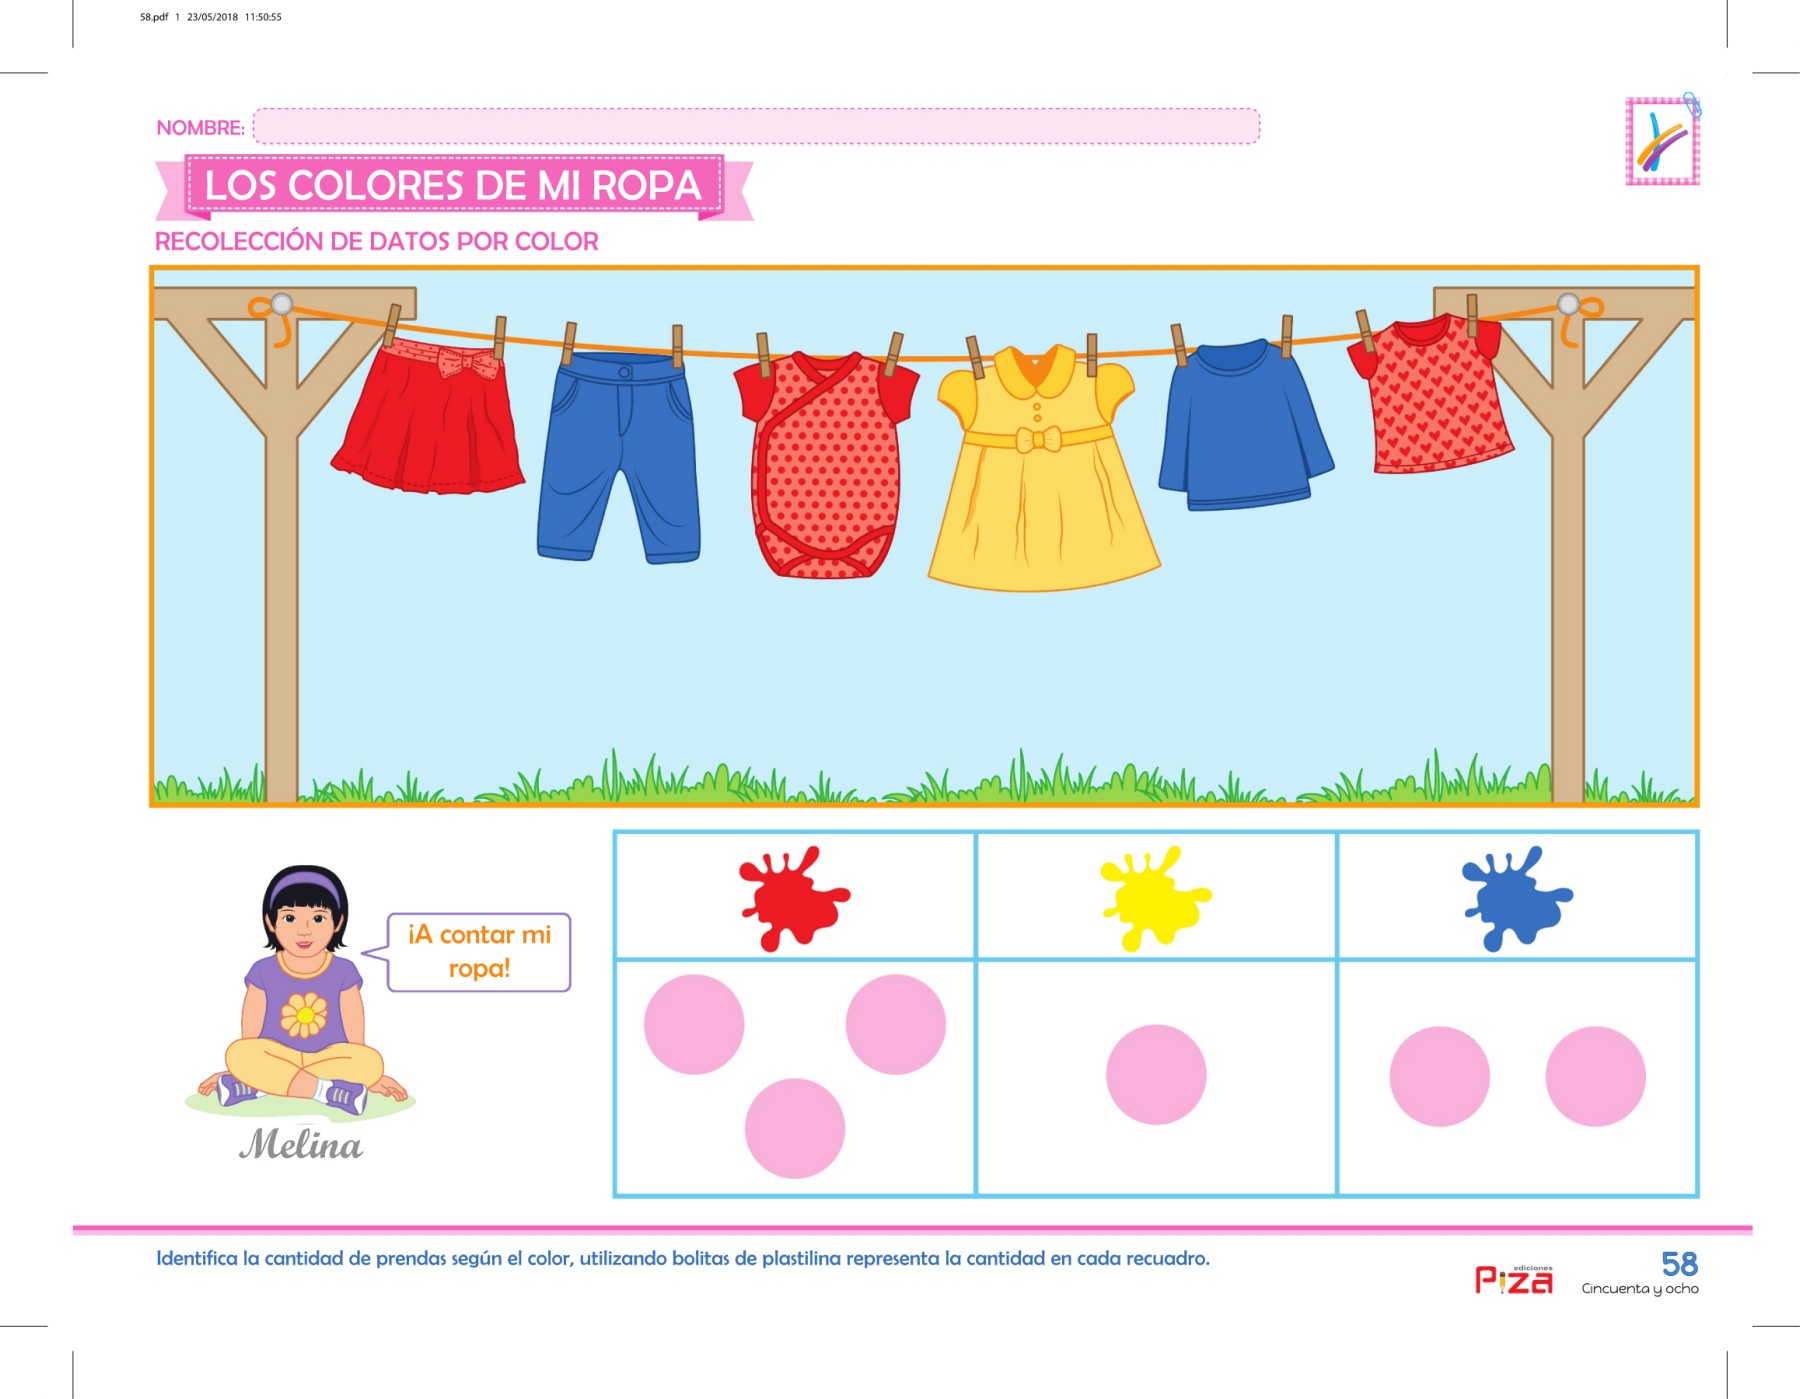 58.pdf 1 23/05/2018 11:50:55
NOMBRE:
LOS COLORES DE MI ROPA
RECOLECCIÓN DE DATOS POR COLOR
¡A contar mi
ropa!
Melina
Identifica la cantidad de prendas según el color, utilizando bolitas de plastilina representa la cantidad en cada recuadro.
ediciones
Piza
58
Cincuenta y ocho